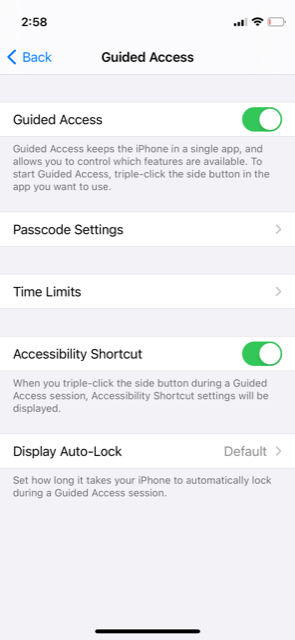 2:58
Back
Guided Access
Guided Access
Guided Access keeps the iPhone in a single app, and
allows you to control which features are available. To
start Guided Access, triple-click the side button in the
app you want to use.
Passcode Settings
Time Limits
Accessibility Shortcut
When you triple-click the side button during a Guided
Access session, Accessibility Shortcut settings will be
displayed.
Display Auto-Lock Default
Set how long it takes your iPhone to automatically lock
during a Guided Access session.